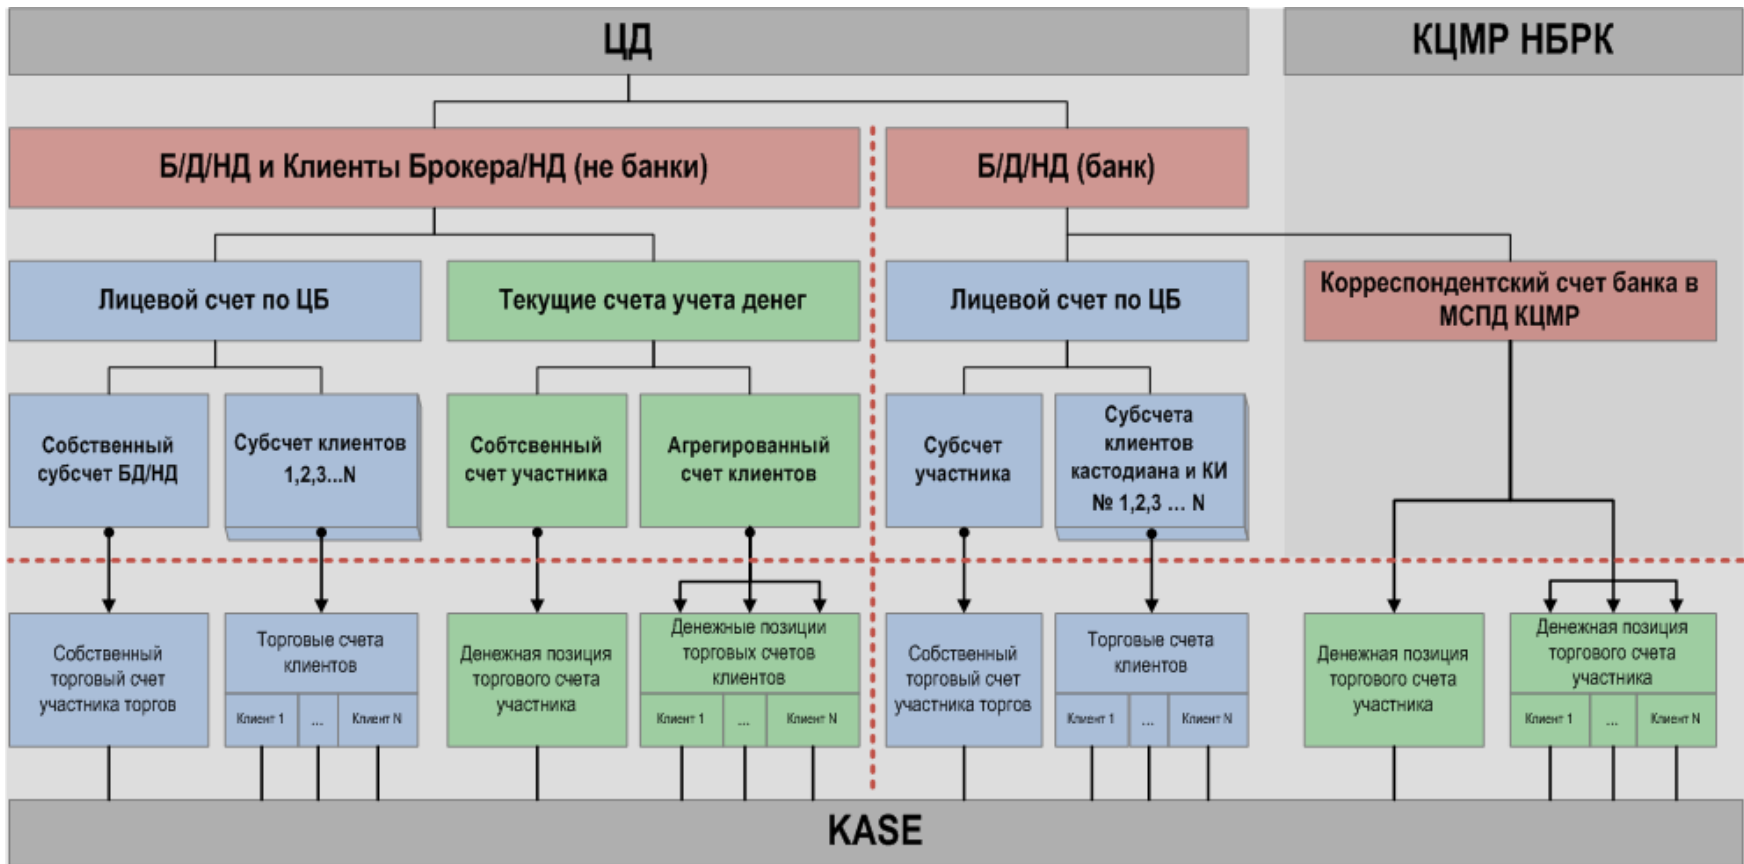 ЦД
КЦМР НБРК
Б/Д/НД и Клиенты Брокера/НД (не банки)
Б/Д/НД (банк)
Лицевой счет по ЦБ
Текущие счета учета денег
Лицевой счет по ЦБ
Корреспондентский счет банка в
МСПД КЦМР
Собственный
субсчет БД/НД
Субсчет клиентов
1,2,3...N
Собтсвенный
счет участника
Агрегированный
счет клиентов
Субсчет
участника
Субсчета
клиентов
кастодиана и КИ
№ 1,2,3 ... N
Собственный
торговый счет
участника торгов
Торговые счета
клиентов
Клиент 1
...
Клиент N
Денежная позиция
торгового счета
участника
Денежные позиции
торговых счетов
клиентов
Клиент 1
...
Клиент N
Собственный
торговый счет
участника торгов
Торговые счета
клиентов
Клиент 1
...
Клиент N
Денежная позиция
торгового счета
участника
Денежная позиция
торгового счета
участника
Клиент 1
...
Клиент N
KASE